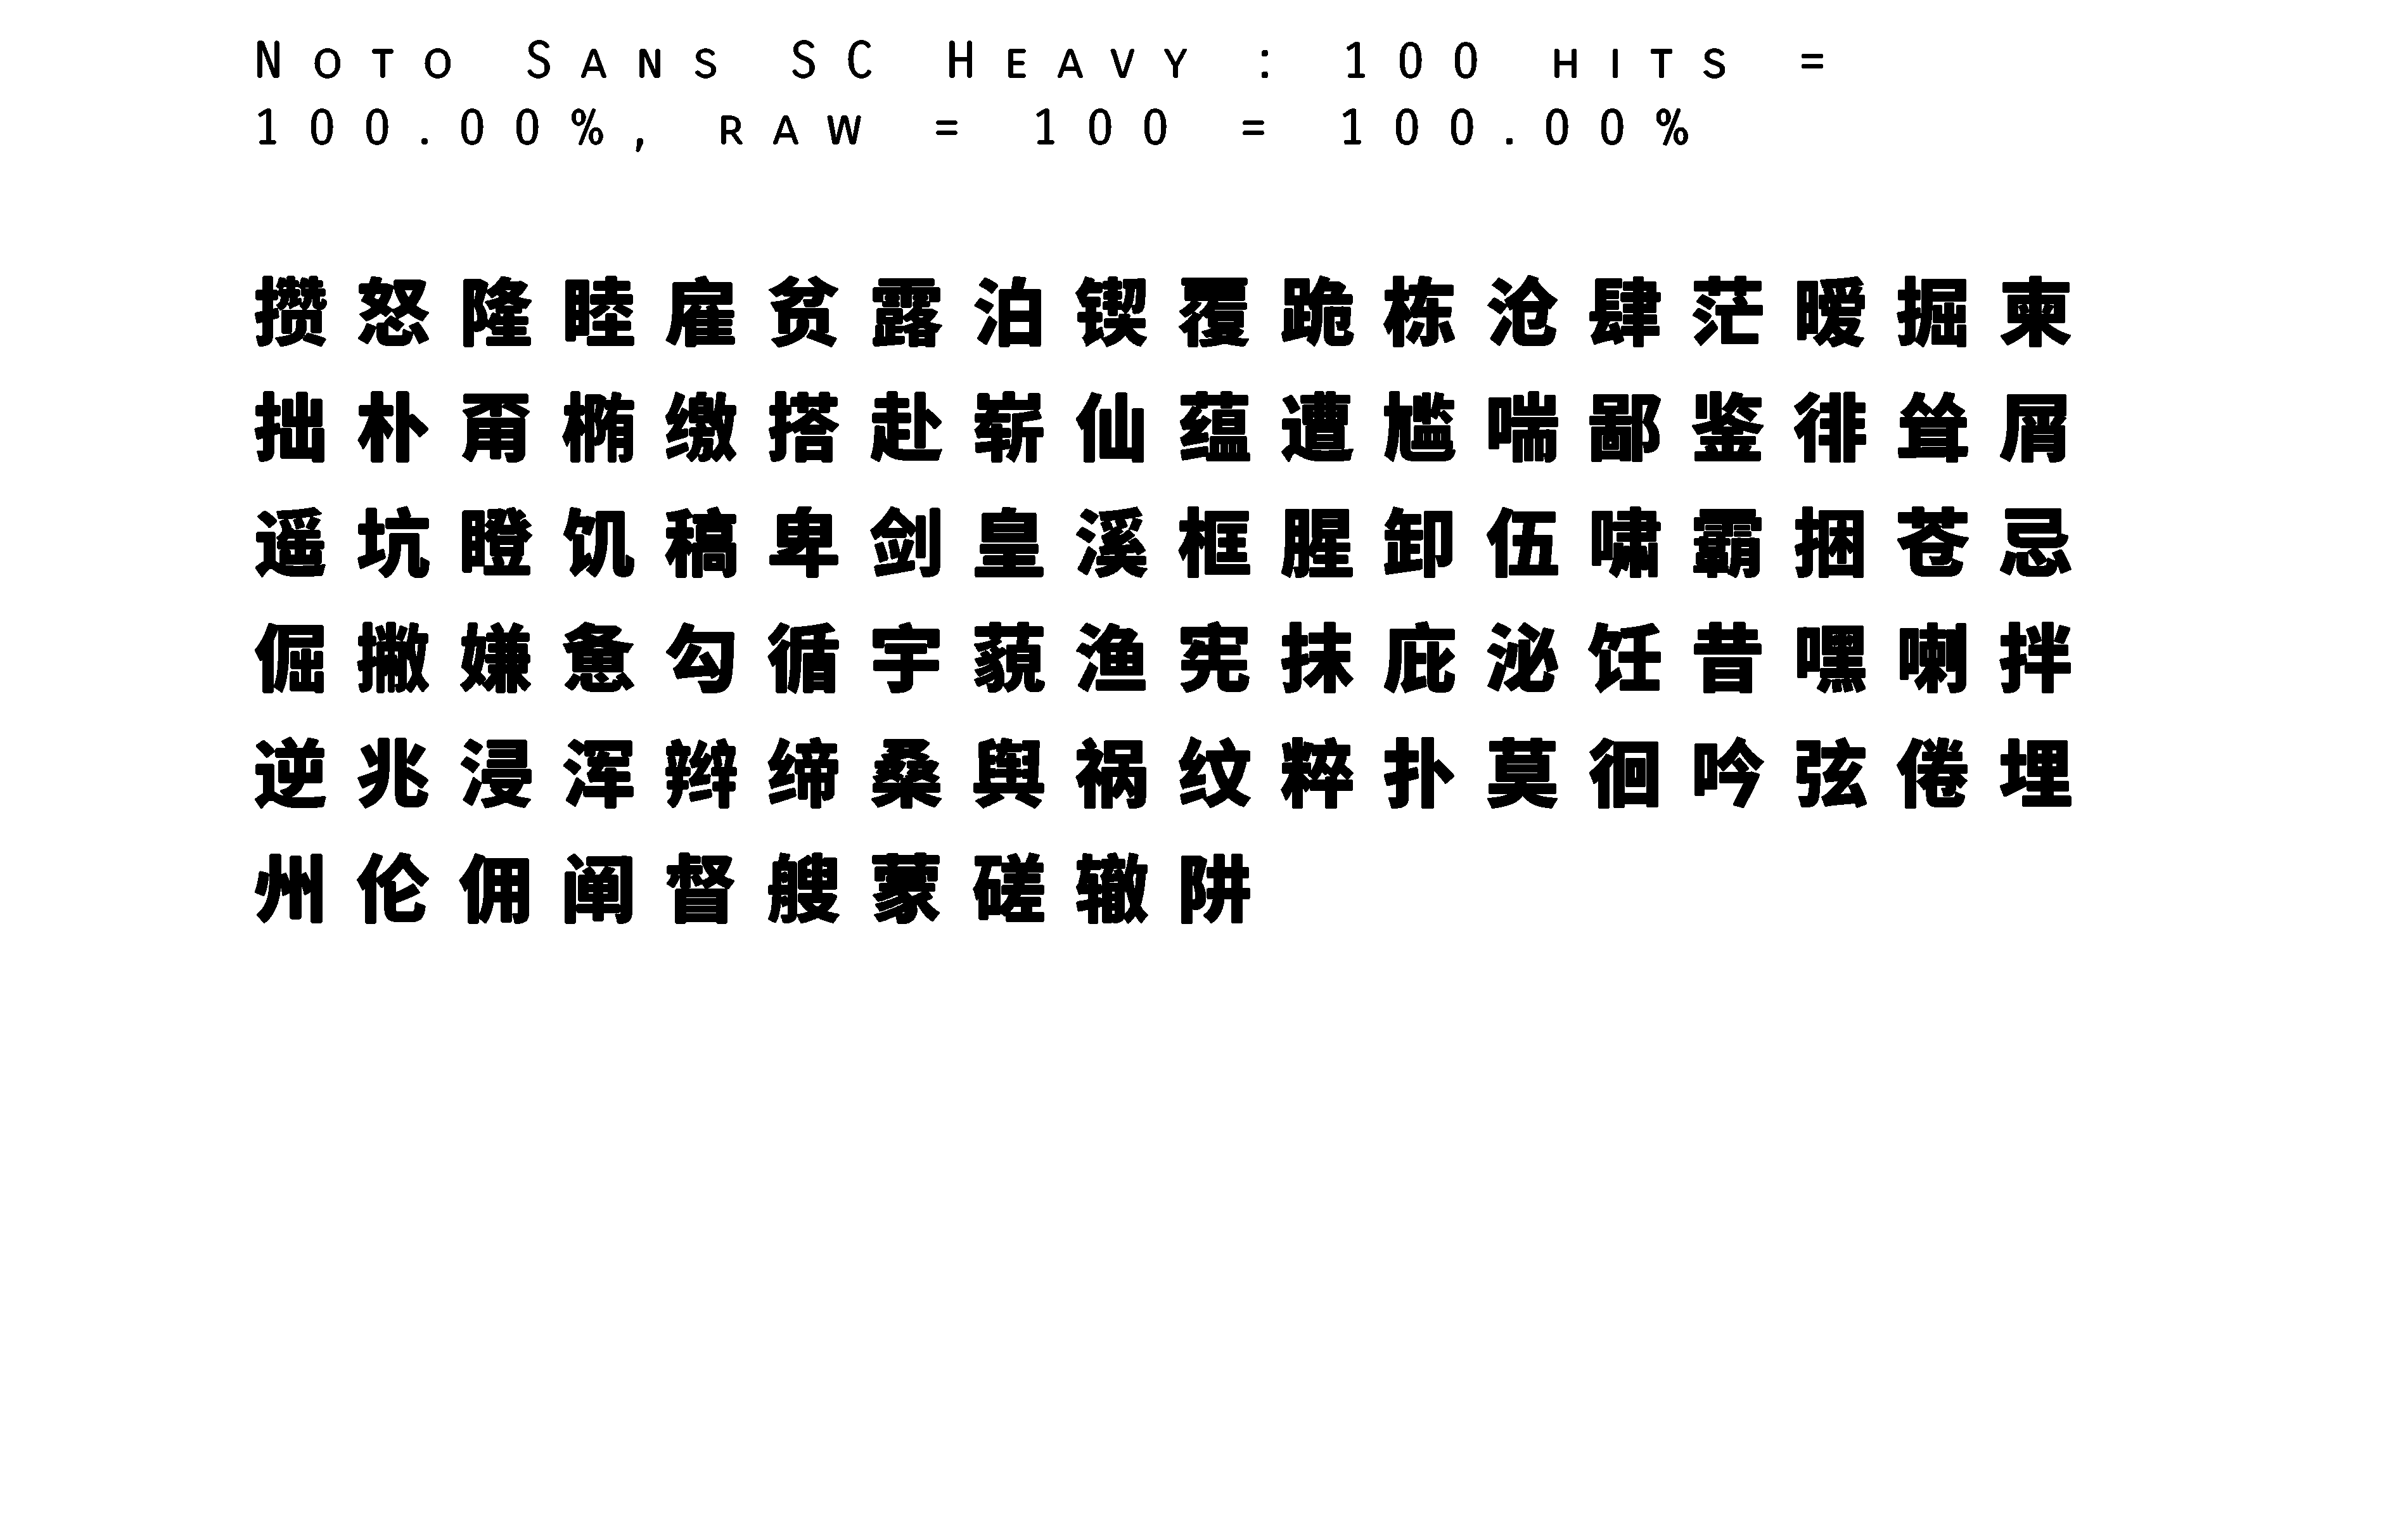 Noto Sans SC Heavy : 100 hits =
100.00%, raw = 100 = 100.00%
攒怒隆睦雇贫露泊锲覆跪栋沧肆茫暧掘柬
拙朴甭椭缴搭赴崭仙蕴遭尴喘鄙鉴徘耸屑
遥坑瞪饥稿卑剑皇溪框腥卸伍啸霸捆苍忌
倔撇嫌惫勾循宇藐渔宪抹庇泌饪昔嘿喇拌
逆兆浸浑辫缔桑舆祸纹粹扑莫徊吟弦倦埋
州伦佣阐督艘蒙磋辙阱